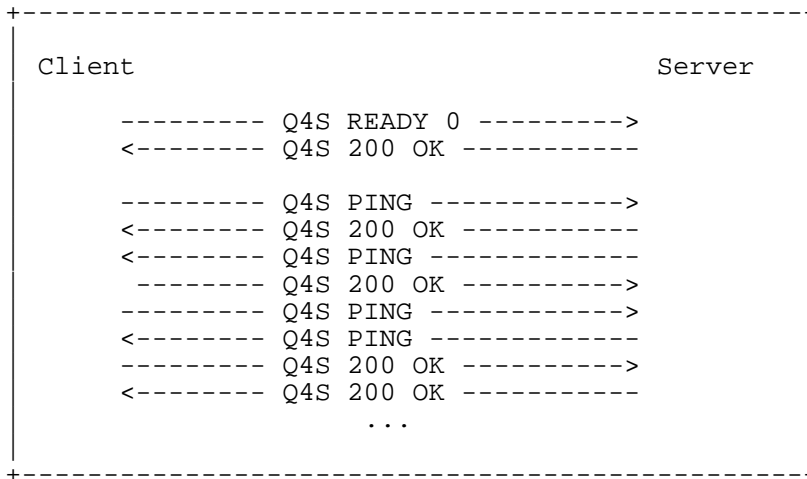 +------------------------------------------------
|
| Client                                Server
|
|      --------- Q4S READY 0 --------->
|      <-------- Q4S 200 OK -----------
|
|      --------- Q4S PING ------------>
|      <-------- Q4S 200 OK -----------
|      <-------- Q4S PING -------------
|       -------- Q4S 200 OK ---------->
|      --------- Q4S PING ------------>
|      <-------- Q4S PING -------------
|      --------- Q4S 200 OK ---------->
|      <-------- Q4S 200 OK -----------
|                     ...
|
+------------------------------------------------